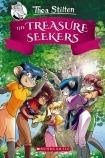 Thea Stilton
THE TREASURE
SEEKERS
SCHOLASTIC